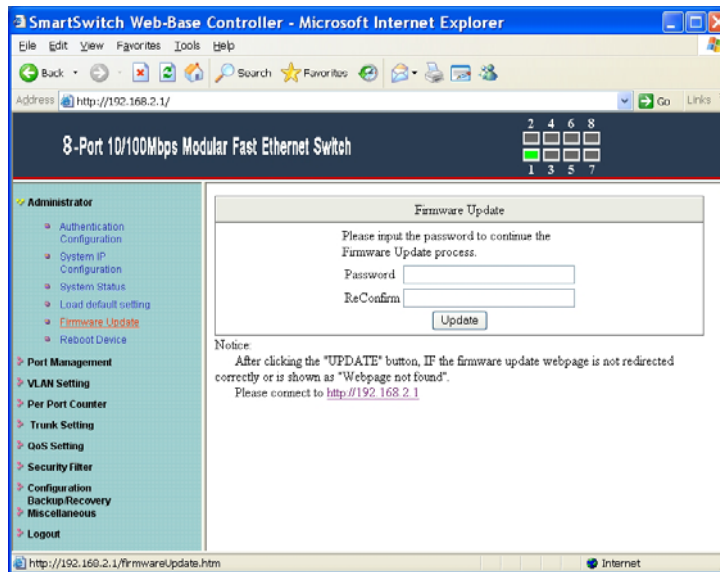 SmartSwitch Web-Base Controller - Microsoft Internet Explorer
File Edit View Favorites Tools Help
Back Search Favorites
Address http://192.168.2.1/ Go Links
8-Port 10/100Mbps Modular Fast Ethernet Switch
2 4 6 8
1 3 5 7
Administrator
Authentication
Configuration
System IP
Configuration
System Status
Load default setting
Firmware Update
Reboot Device
Port Management
VLAN Setting
Per Port Counter
Trunk Setting
QoS Setting
Security Filter
Configuration
Backup/Recovery
Miscellaneous
Logout
Firmware Update
Please input the password to continue the
Firmware Update process.
Password
ReConfirm
Update
Notice:
After clicking the "UPDATE" button, IF the firmware update webpage is not redirected
correctly or is shown as "Webpage not found".
Please connect to http://192.168.2.1
http://192.168.2.1/firmwareUpdate.htm
Internet